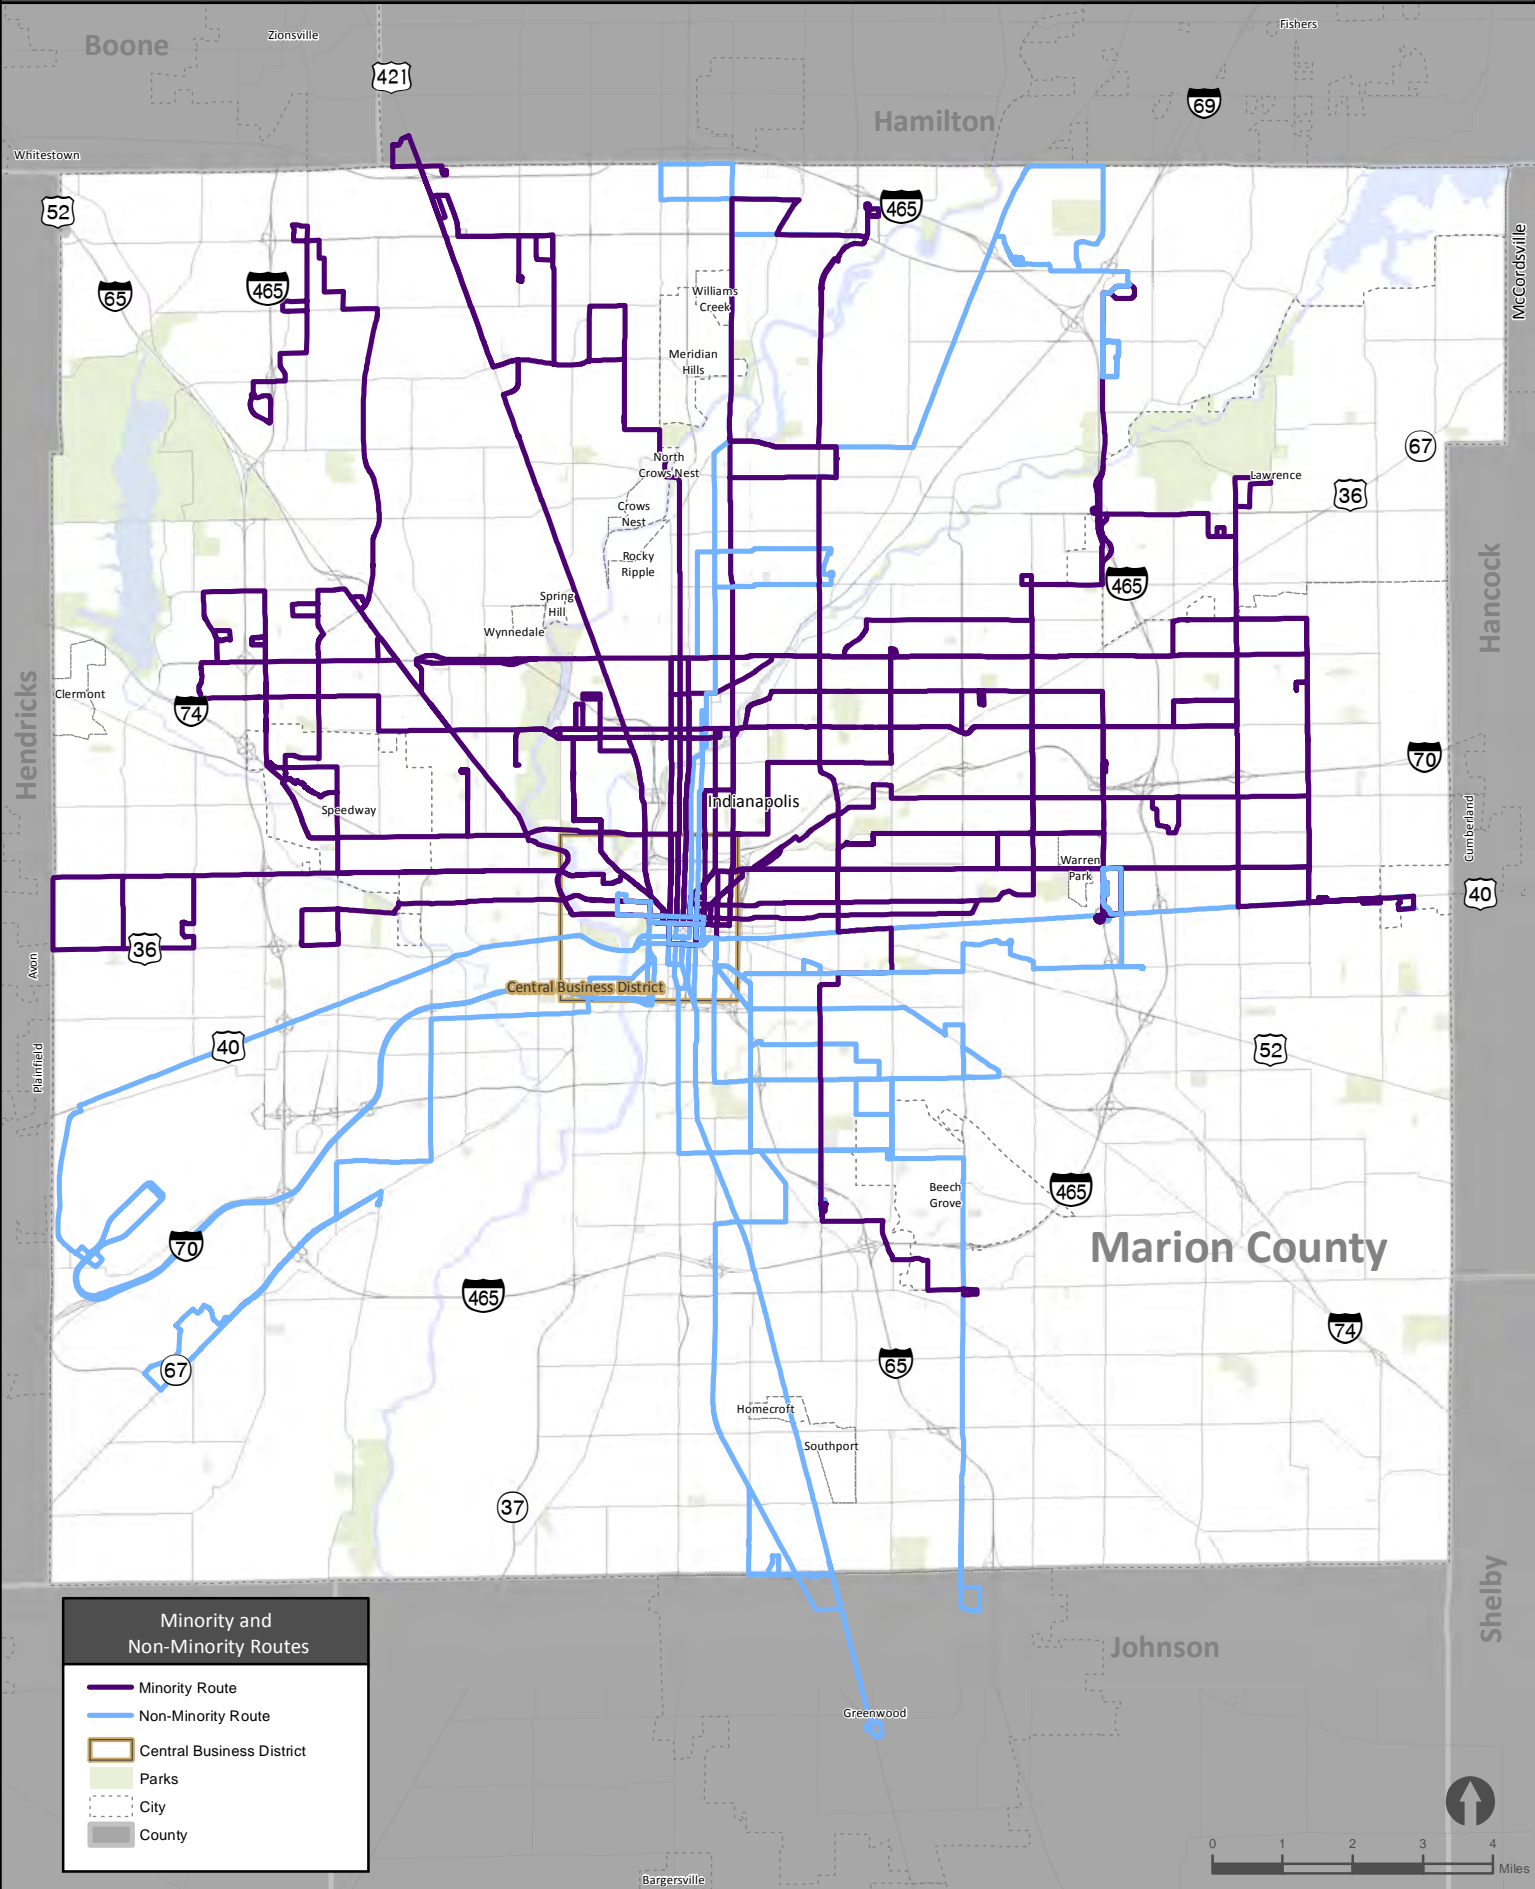 Boone
Zionsville
Fishers
421
69
Hamilton
Whitestown
52
465
McCordsville
65
465
Williams
Creek
Meridian
Hills
67
North
Crows Nest
Lawrence
36
Crows
Nest
Rocky
Ripple
465
Hancock
Spring
Hill
Wynnedale
Clermont
Hendricks
74
70
Indianapolis
Speedway
Cumberland
Warren
Park
40
36
Avon
Central Business District
40
52
Plainfield
Beech
Grove
465
70
Marion County
465
74
65
67
Homecroft
Southport
37
Shelby
Minority and
Non-Minority Routes
Minority Route
Non-Minority Route
Central Business District
Parks
City
County
Johnson
Greenwood
0 1 2 3 4
Miles
Bargersville